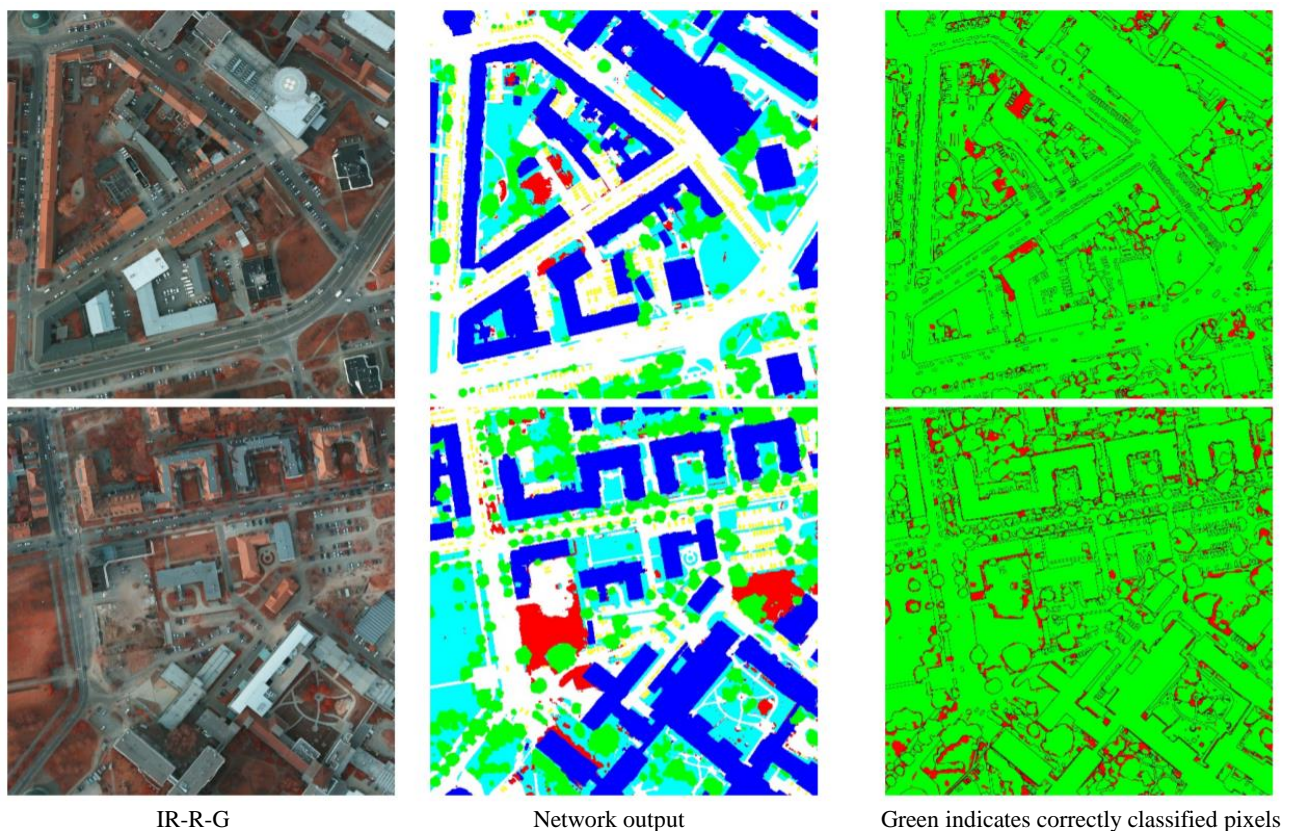 IR-R-G
Network output
Green indicates correctly classified pixels